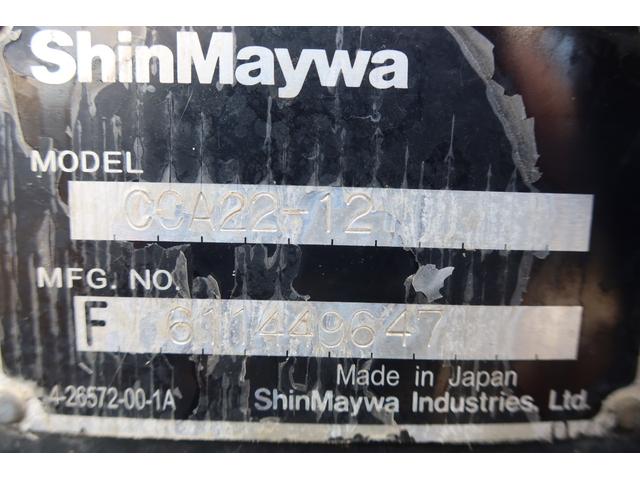 ShinMaywa
MODEL
CCA22-12
MFG. NO.
F 611449647
Made in Japan
4-26572-00-1A
ShinMaywa Industries, Ltd.